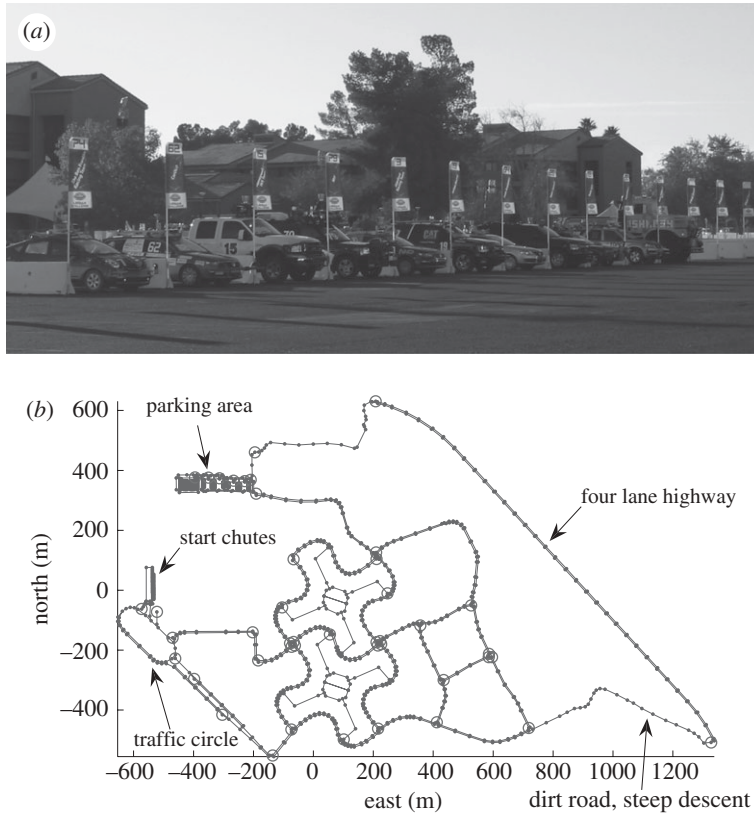 (a)
62
15
CAT
(b)
parking area
start chutes
four lane highway
traffic circle
dirt road, steep descent
north (m)
600
400
200
0
–200
–400
–600 –400 –200 0 200 400 600 800 1000 1200
east (m)